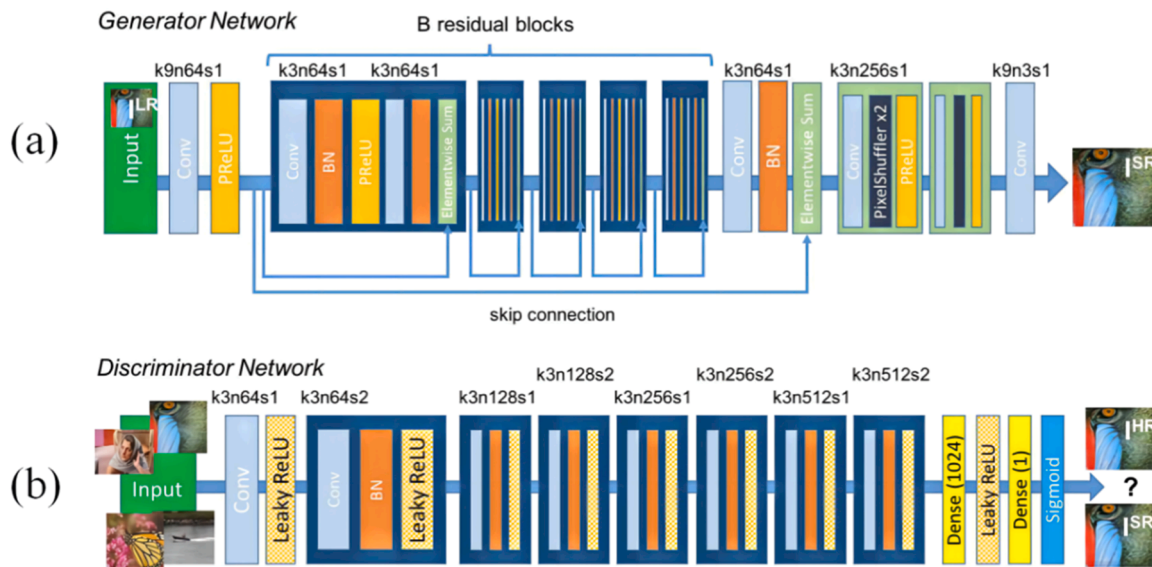 Generator Network
B residual blocks
k9n64s1
k3n64s1
k3n64s1
k3n64s1
k3n256s1
k9n3s1
(a)
I LR
Input
Conv
PReLU
Conv
BN
PReLU
Elementwise Sum
Conv
BN
Elementwise Sum
Conv
PixelShuffler x2
PReLU
Conv
I SR
skip connection
Discriminator Network
k3n64s1
k3n64s2
k3n128s1
k3n128s2
k3n256s1
k3n256s2
k3n512s1
k3n512s2
(b)
Input
Conv
Leaky ReLU
Conv
BN
Leaky ReLU
Dense (1024)
Leaky ReLU
Dense (1)
Sigmoid
I HR
?
I SR